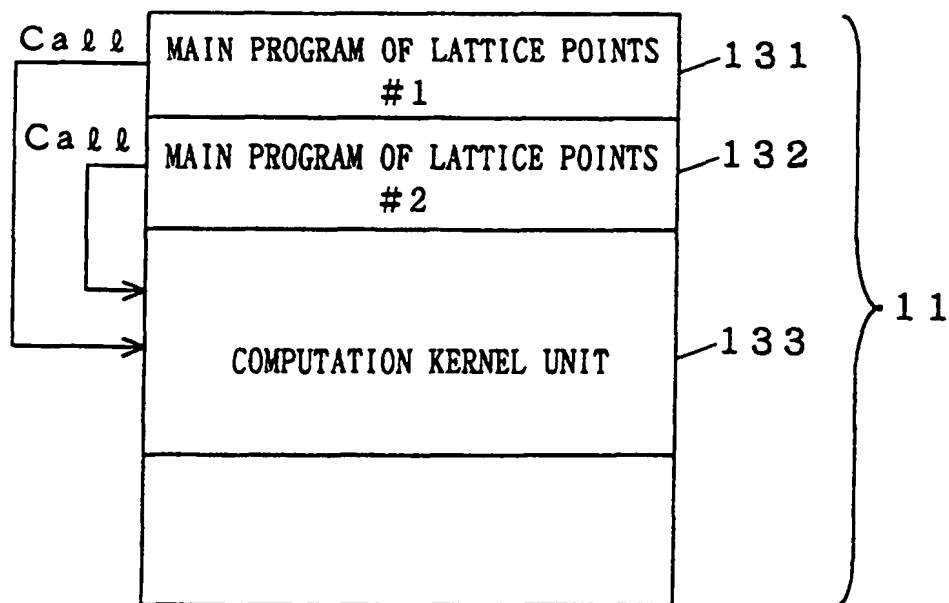 Call
MAIN PROGRAM OF LATTICE POINTS
#1
131
Call
MAIN PROGRAM OF LATTICE POINTS
#2
132
11
COMPUTATION KERNEL UNIT
133